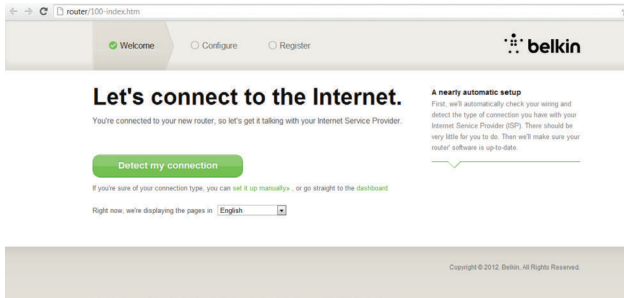 router/100-index.htm
Welcome
Configure
Register
belkin
Let's connect to the Internet.
You're connected to your new router, so let's get it talking with your Internet Service Provider.
Detect my connection
If you're sure of your connection type, you can set it up manually» , or go straight to the dashboard
Right now, we're displaying the pages in English
A nearly automatic setup
First, we'll automatically check your wiring and
detect the type of connection you have with your
Internet Service Provider (ISP). There should be
very little for you to do. Then we'll make sure your
router' software is up-to-date.
Copyright © 2012, Belkin, All Rights Reserved.